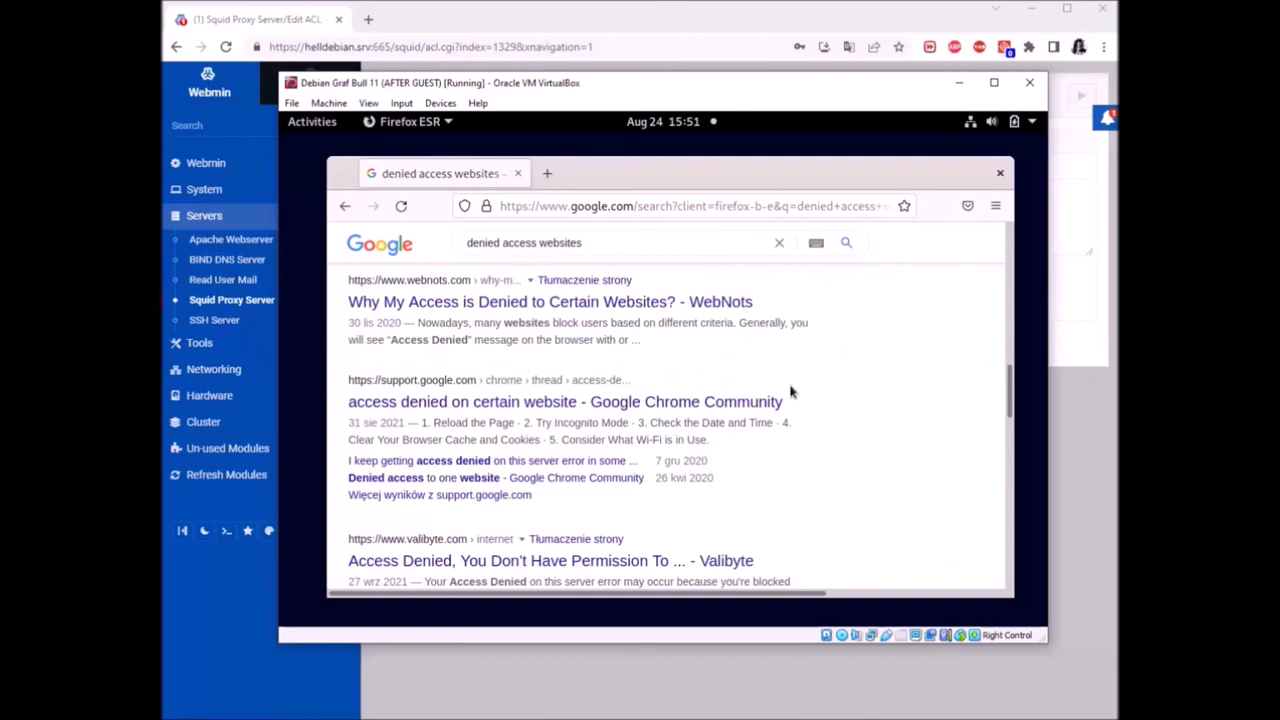 (1) Squid Proxy Server/Edit ACL
https://helldebian.srv:665/squid/acl.cgi?index=1329&xnavigation=1
Webmin
Search
Webmin
System
Servers
Apache Webserver
BIND DNS Server
Read User Mail
Squid Proxy Server
SSH Server
Tools
Networking
Hardware
Cluster
Un-used Modules
Refresh Modules
Debian Graf Bull 11 (AFTER GUEST) [Running] - Oracle VM VirtualBox
File Machine View Input Devices Help
Activities Firefox ESR Aug 24 15:51
denied access websites -
https://www.google.com/search?client=firefox-b-e&q=denied+access+
Google denied access websites
https://www.webnots.com › why-m... Tłumaczenie strony
Why My Access is Denied to Certain Websites? - WebNots
30 lis 2020 — Nowadays, many websites block users based on different criteria. Generally, you
will see “Access Denied” message on the browser with or ...
https://support.google.com › chrome › thread › access-de...
access denied on certain website - Google Chrome Community
31 sie 2021 — 1. Reload the Page · 2. Try Incognito Mode · 3. Check the Date and Time · 4.
Clear Your Browser Cache and Cookies · 5. Consider What Wi-Fi is in Use.
I keep getting access denied on this server error in some ... 7 gru 2020
Denied access to one website - Google Chrome Community 26 kwi 2020
Więcej wyników z support.google.com
https://www.valibyte.com › internet Tłumaczenie strony
Access Denied, You Don't Have Permission To ... - Valibyte
27 wrz 2021 — Your Access Denied on this server error may occur because you're blocked
Right Control